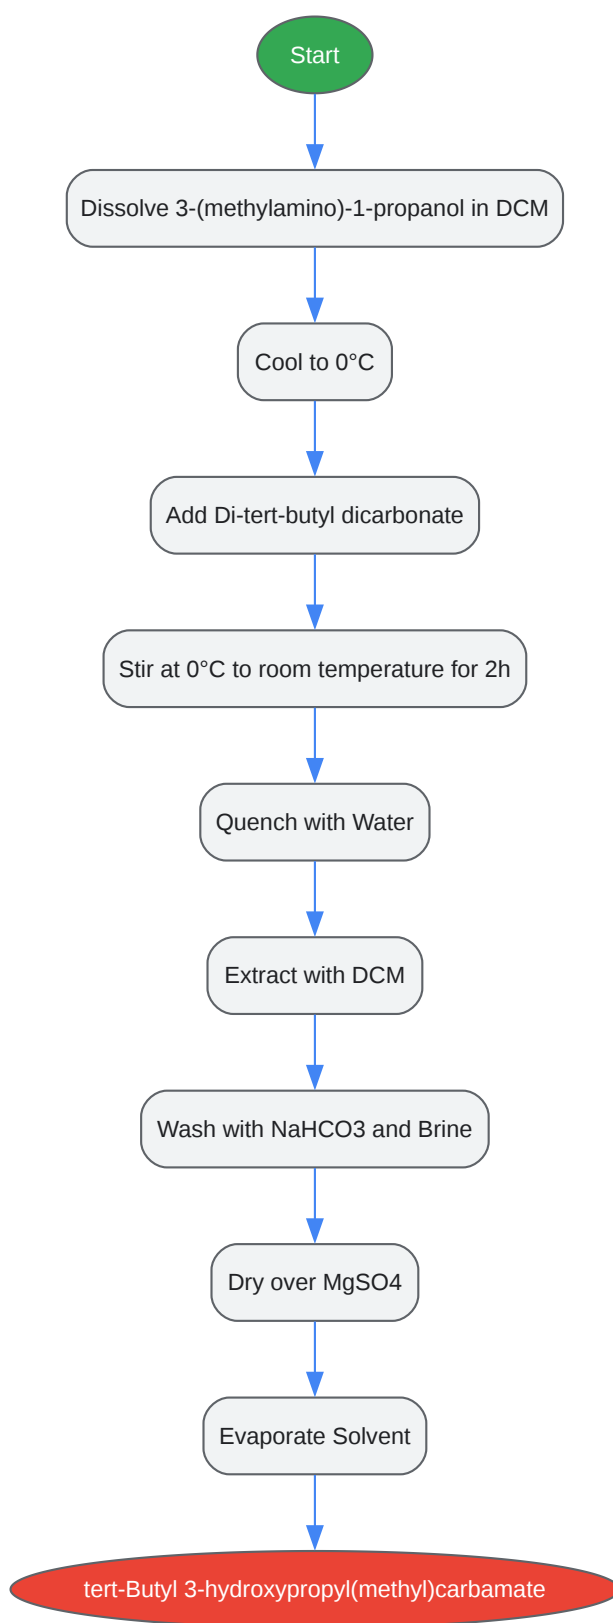 Start
Dissolve 3-(methylamino)-1-propanol in DCM
Cool to 0°C
Add Di-tert-butyl dicarbonate
Stir at 0°C to room temperature for 2h
Quench with Water
Extract with DCM
Wash with NaHCO3 and Brine
Dry over MgSO4
Evaporate Solvent
tert-Butyl 3-hydroxypropyl(methyl)carbamate